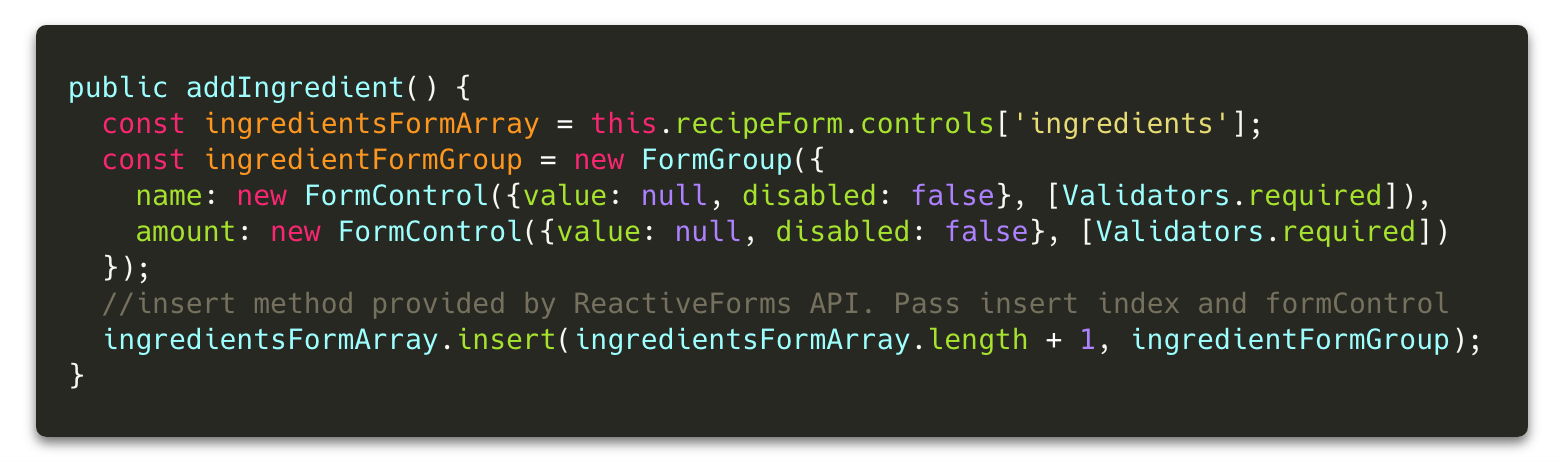 public addIngredient() {
  const ingredientsFormArray = this.recipeForm.controls['ingredients'];
  const ingredientFormGroup = new FormGroup({
    name: new FormControl({value: null, disabled: false}, [Validators.required]),
    amount: new FormControl({value: null, disabled: false}, [Validators.required])
  });
  //insert method provided by ReactiveForms API. Pass insert index and formControl
  ingredientsFormArray.insert(ingredientsFormArray.length + 1, ingredientFormGroup);
}